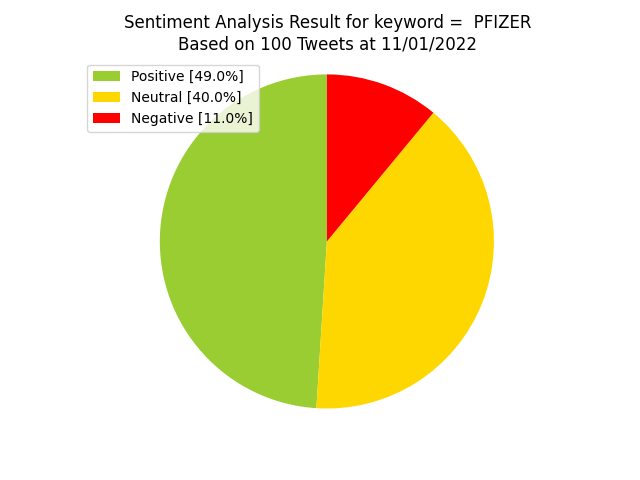 Sentiment Analysis Result for keyword =  PFIZER
Based on 100 Tweets at 11/01/2022
Positive [49.0%]
Neutral [40.0%]
Negative [11.0%]